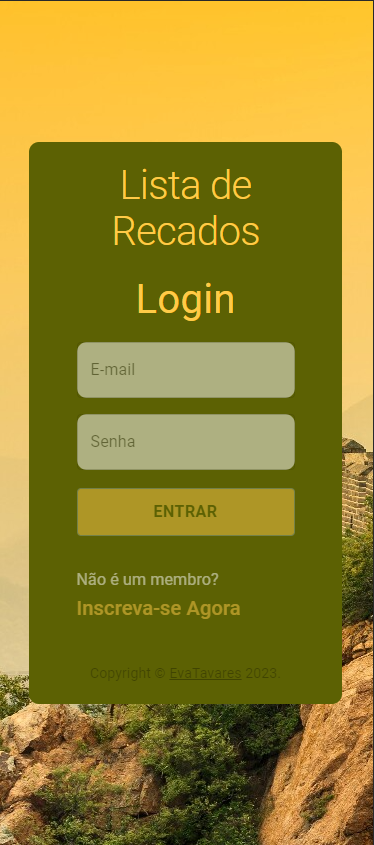 Lista de
Recados
Login
E-mail
Senha
ENTRAR
Não é um membro?
Inscreva-se Agora
Copyright © EvaTavares 2023.